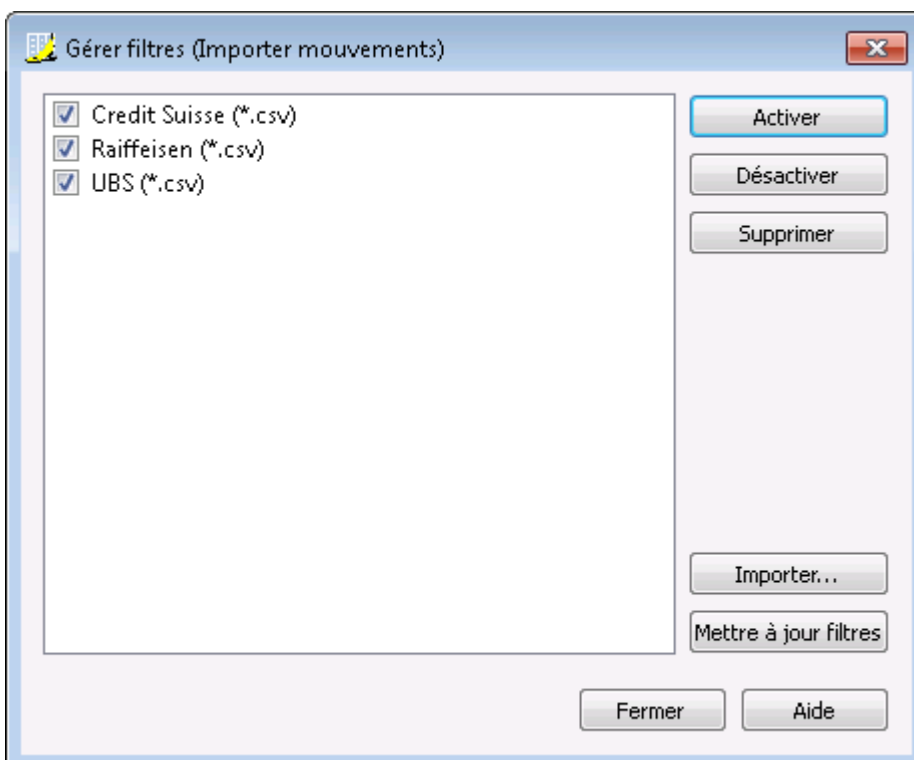 Gérer filtres (Importer mouvements)
Credit Suisse (*.csv)
Raiffeisen (*.csv)
UBS (*.csv)
Activer
Désactiver
Supprimer
Importer...
Mettre à jour filtres
Fermer
Aide